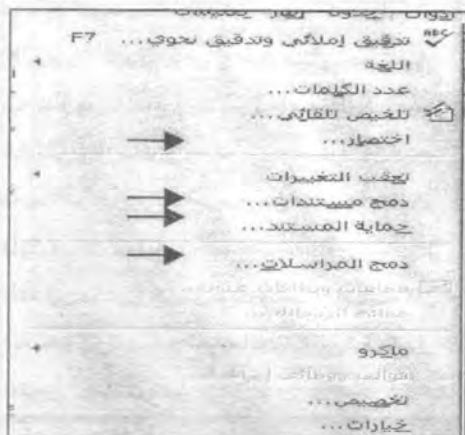 تدقيق إملائي وتدقيق نحوي... F7
اللغة
عدد الكلمات...
تلخيص تلقائي...
اختصار...
تعقب التغييرات
دمج مستندات...
حماية المستند...
دمج المراسلات...
ماكرو
تخصيص...
خيارات...